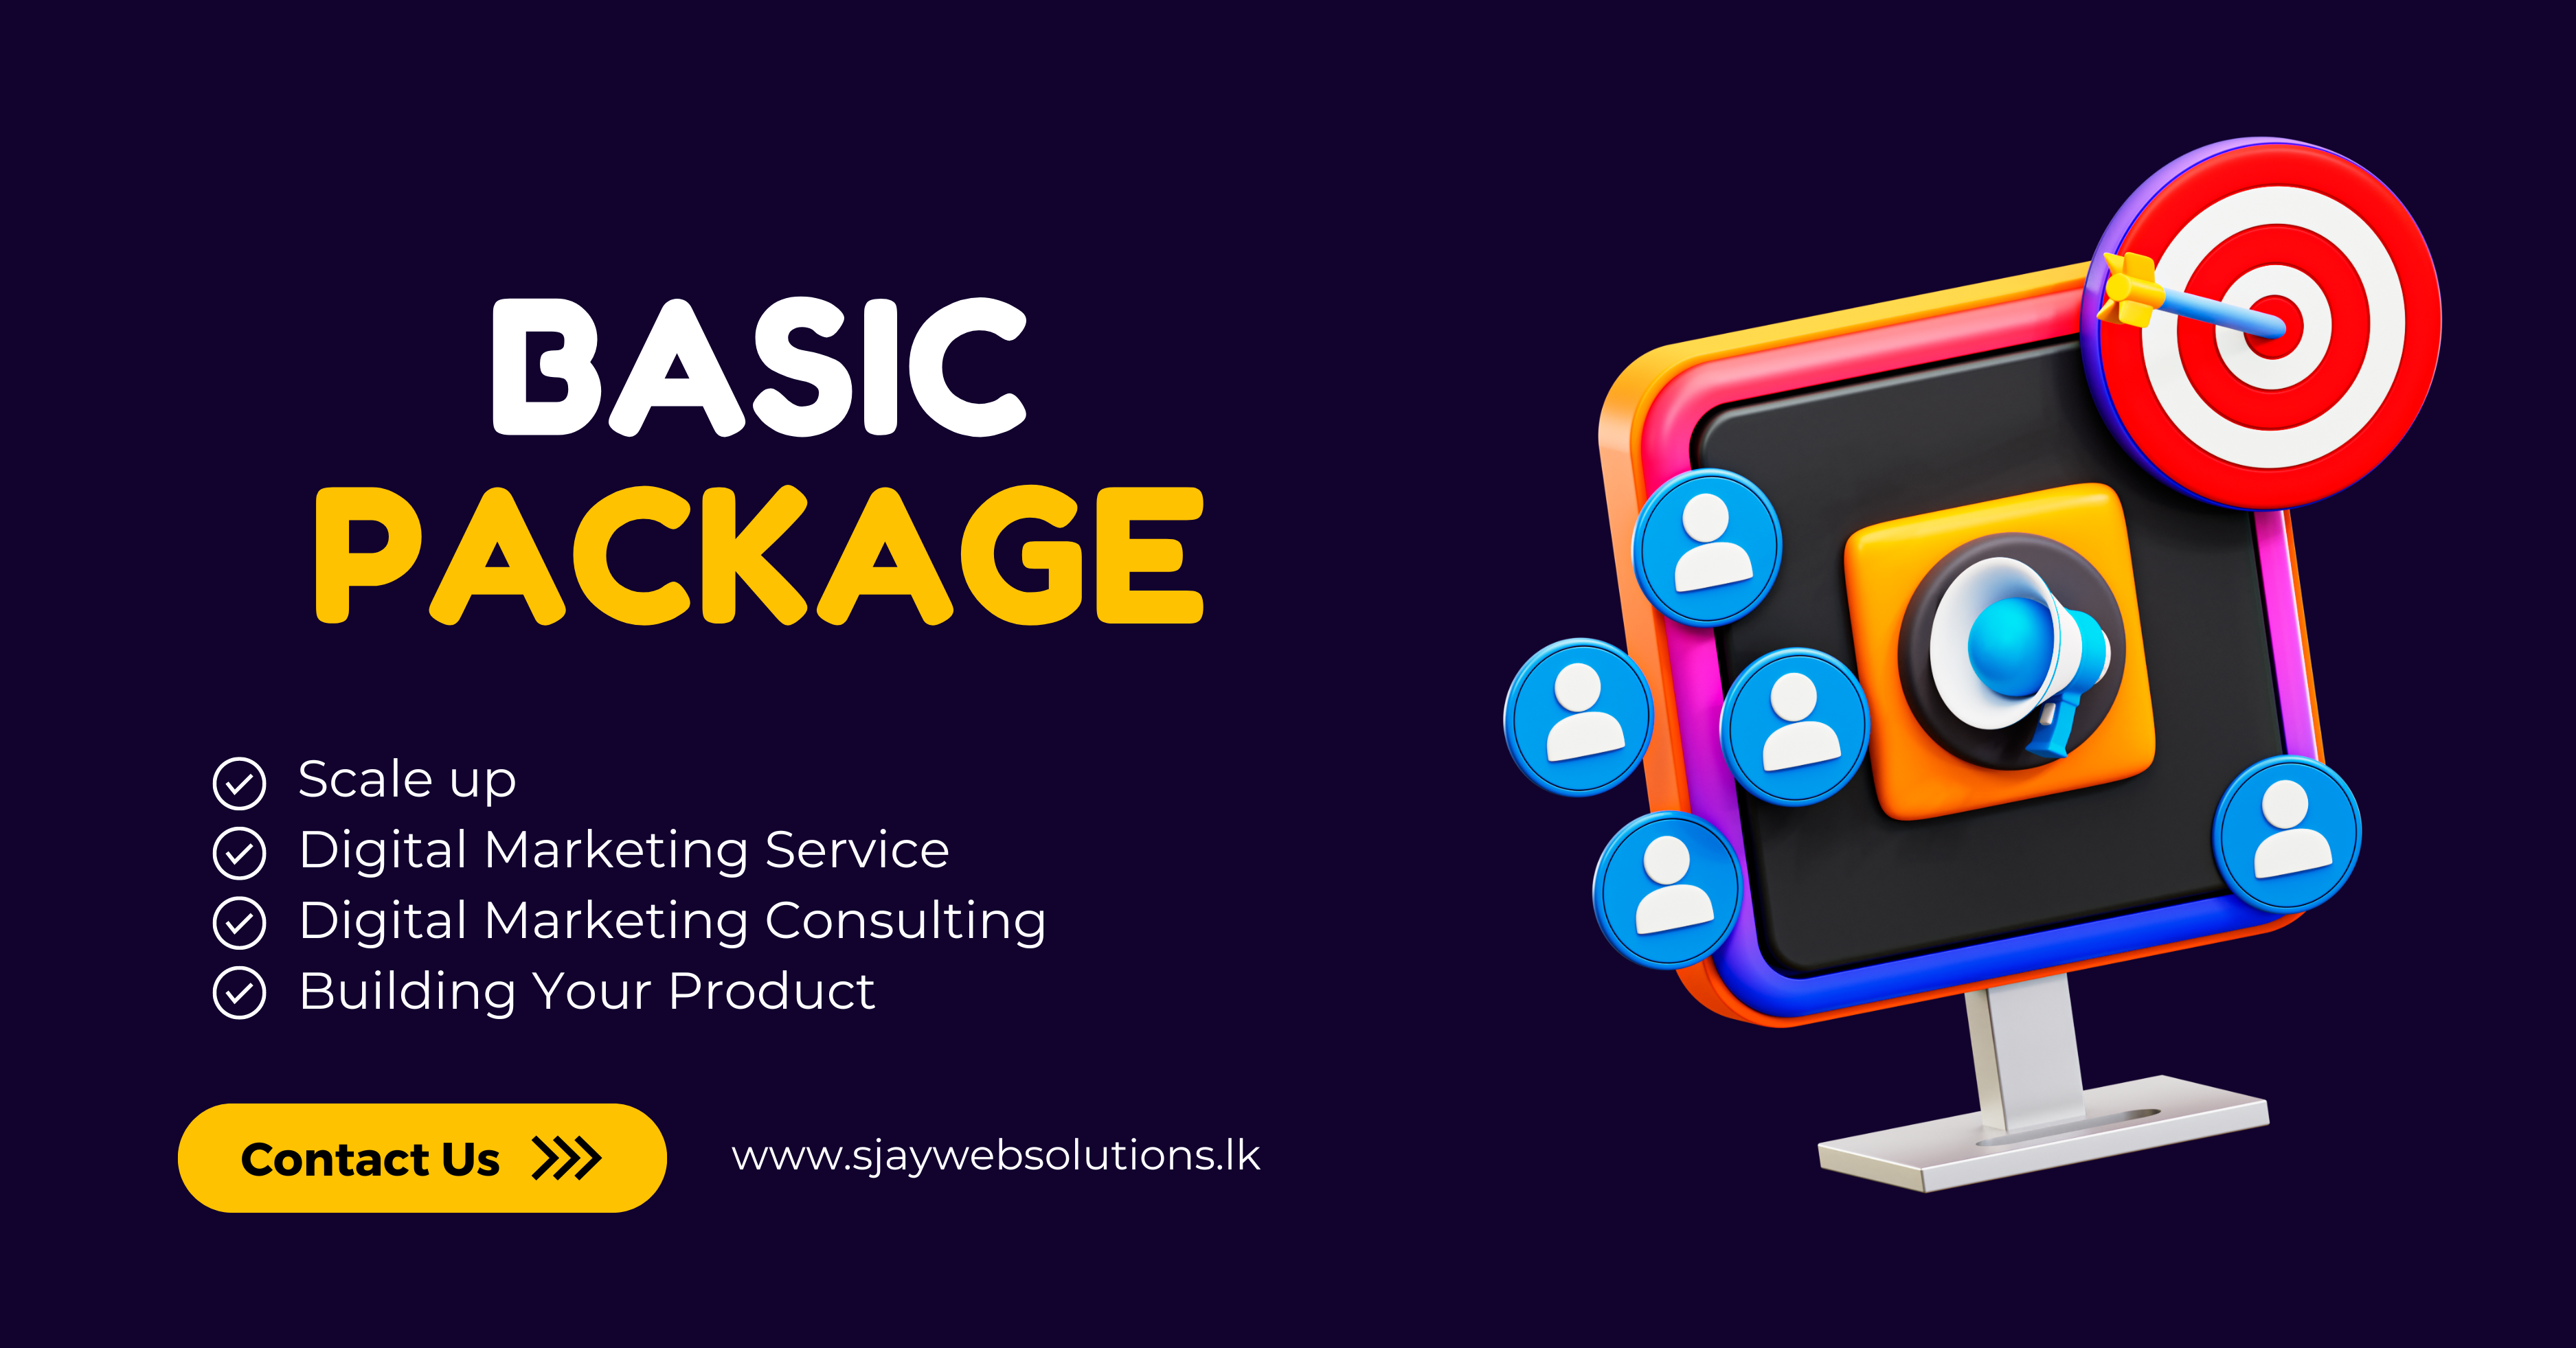 BASIC
PACKAGE
Scale up
Digital Marketing Service
Digital Marketing Consulting
Building Your Product
Contact Us
www.sjaywebsolutions.lk